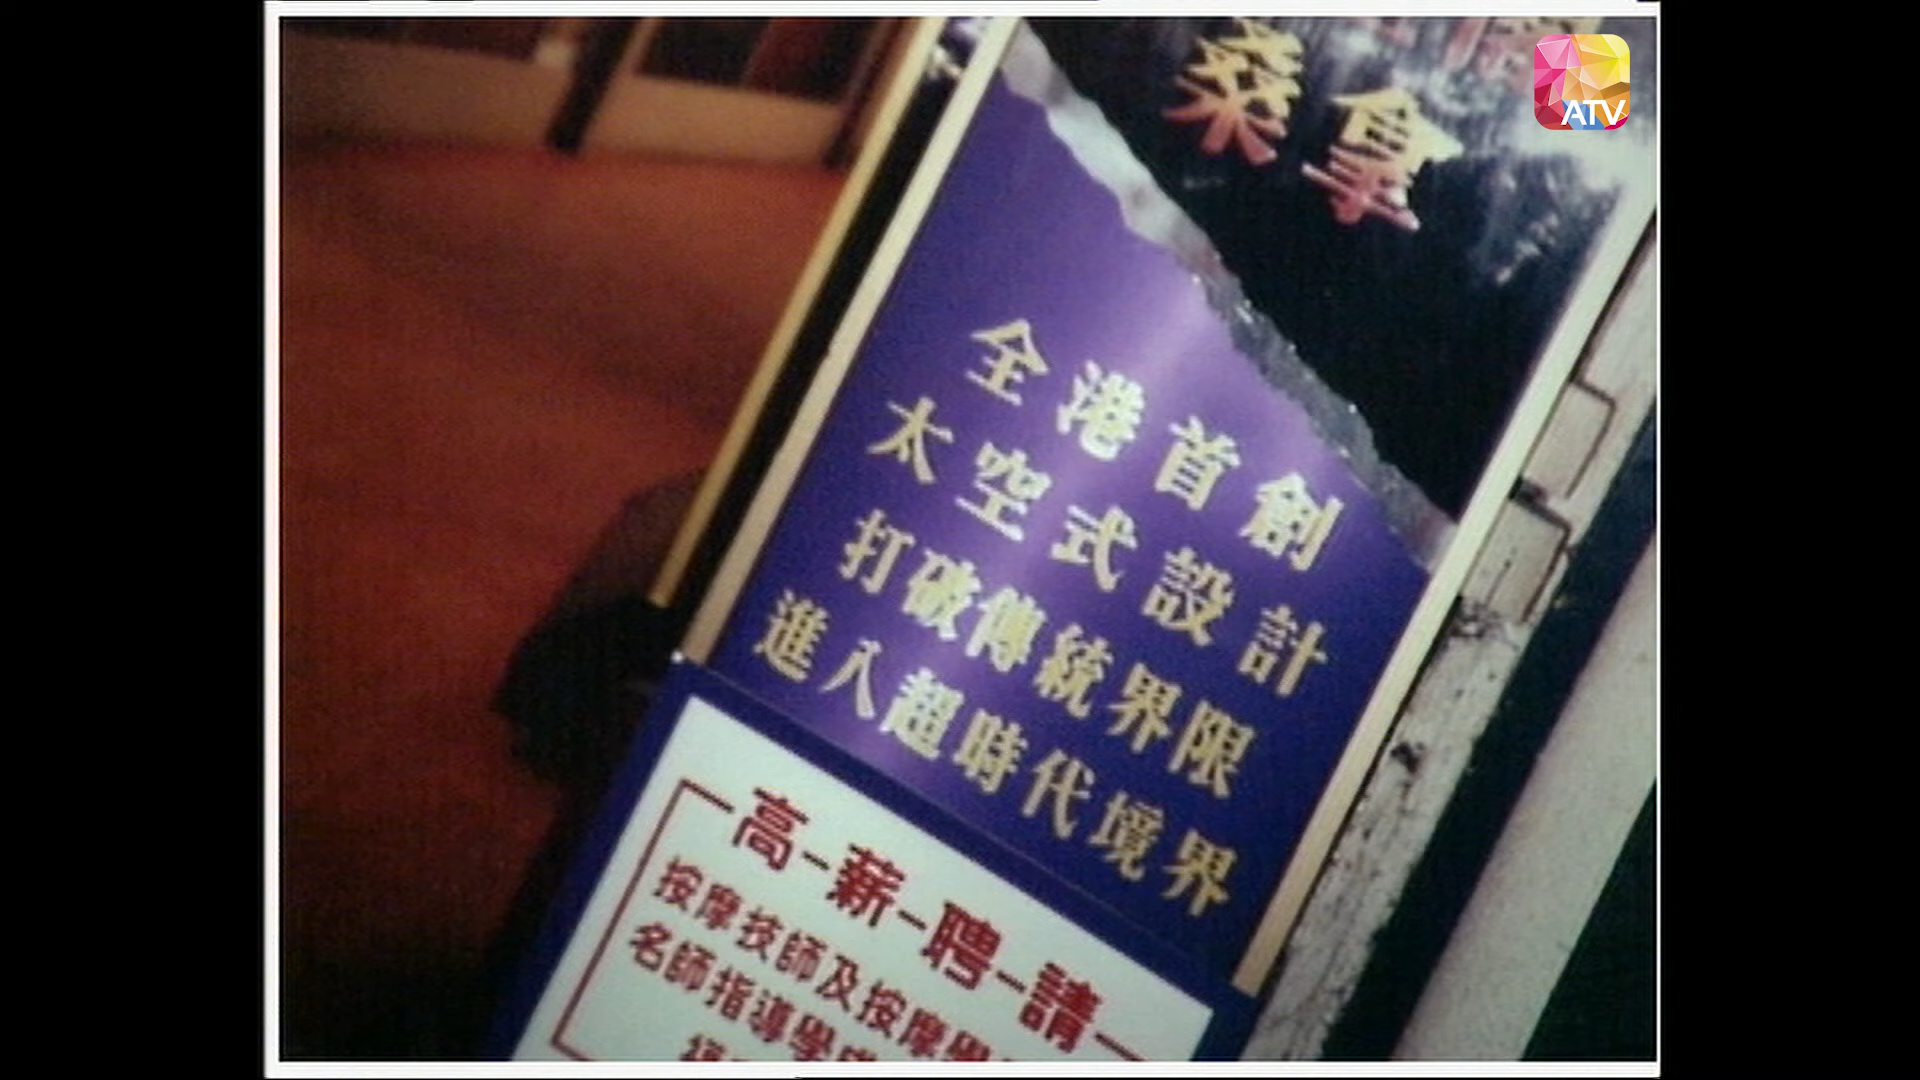 桑拿
ATV
全港首創
太空式設計
打破傳統界限
進入超時代境界
高薪聘請
按摩技師及按摩學
名師指導學